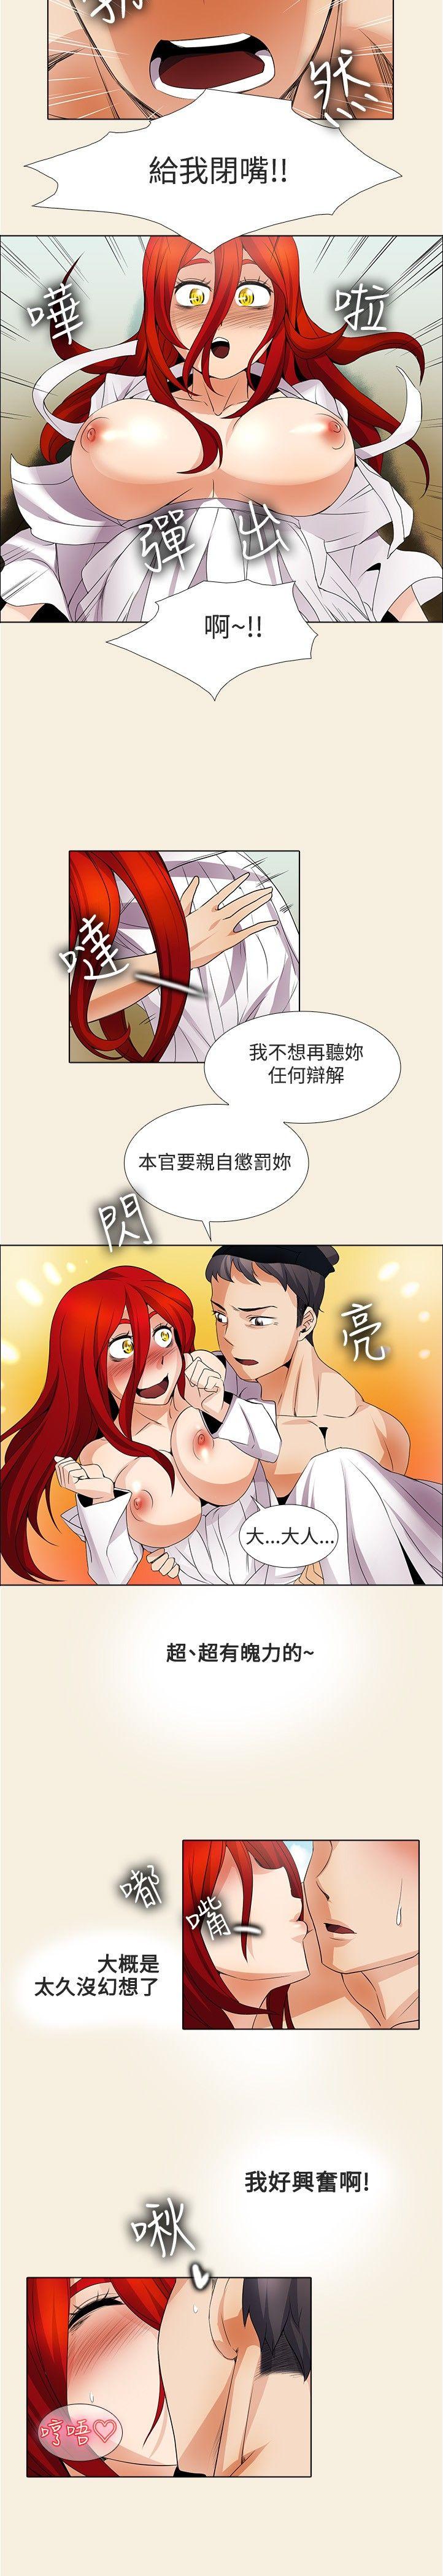 然
給我閉嘴!!
嘩
啦
彈出
啊~!!
噠
我不想再聽妳
任何辯解
本官要親自懲罰妳
閃
亮
大...大人...
超、超有魄力的~
嘟
嘴
大概是
太久沒幻想了
我好興奮啊!
啾
哼唔♡